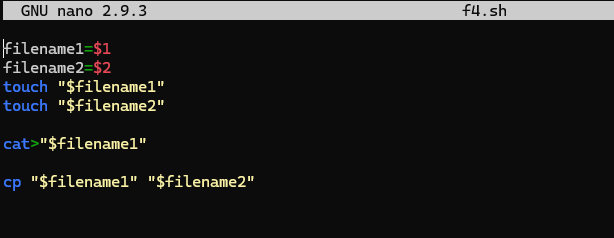 GNU nano 2.9.3 f4.sh
filename1=$1
filename2=$2
touch "$filename1"
touch "$filename2"
cat>"$filename1"
cp "$filename1" "$filename2"